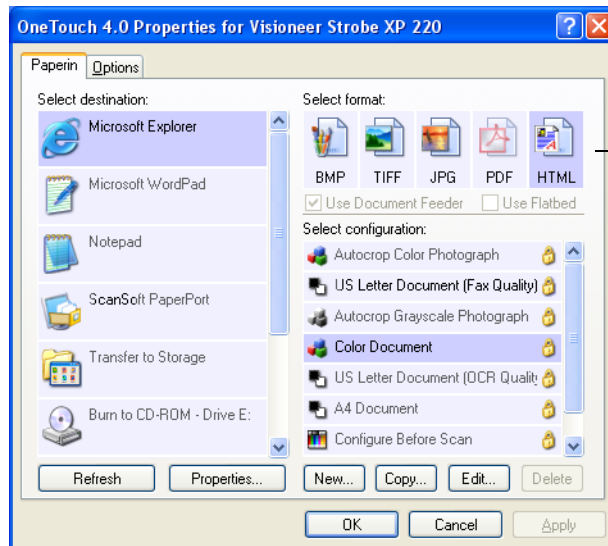 OneTouch 4.0 Properties for Visioneer Strobe XP 220
Paperin Options
Select destination:
Microsoft Explorer
Microsoft WordPad
Notepad
ScanSoft PaperPort
Transfer to Storage
Burn to CD-ROM - Drive E:
Refresh Properties...
Select format:
BMP TIFF JPG PDF HTML
Use Document Feeder Use Flatbed
Select configuration:
Autocrop Color Photograph
US Letter Document (Fax Quality)
Autocrop Grayscale Photograph
Color Document
US Letter Document (OCR Quality
A4 Document
Configure Before Scan
New... Copy... Edit... Delete
OK Cancel Apply